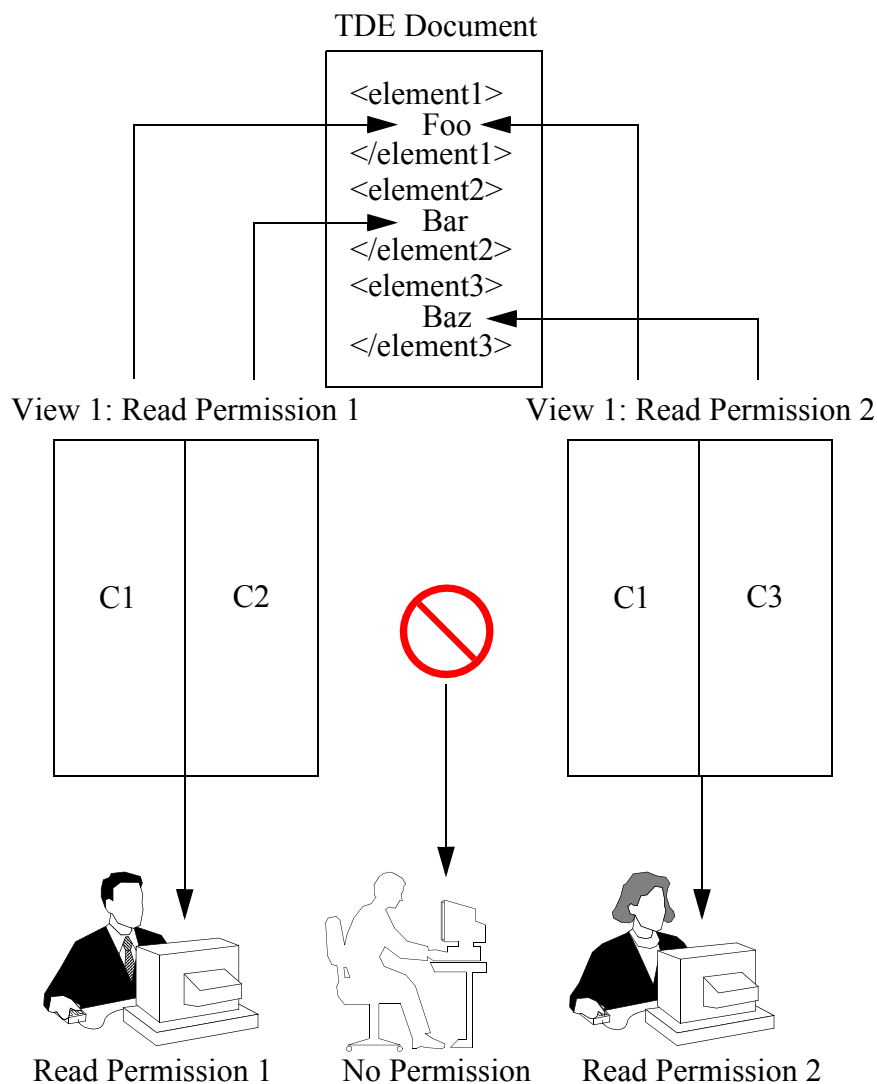 TDE Document
<element1>
Foo
</element1>
<element2>
Bar
</element2>
<element3>
Baz
</element3>
View 1: Read Permission 1
View 1: Read Permission 2
C1
C2
C1
C3
Read Permission 1
No Permission
Read Permission 2